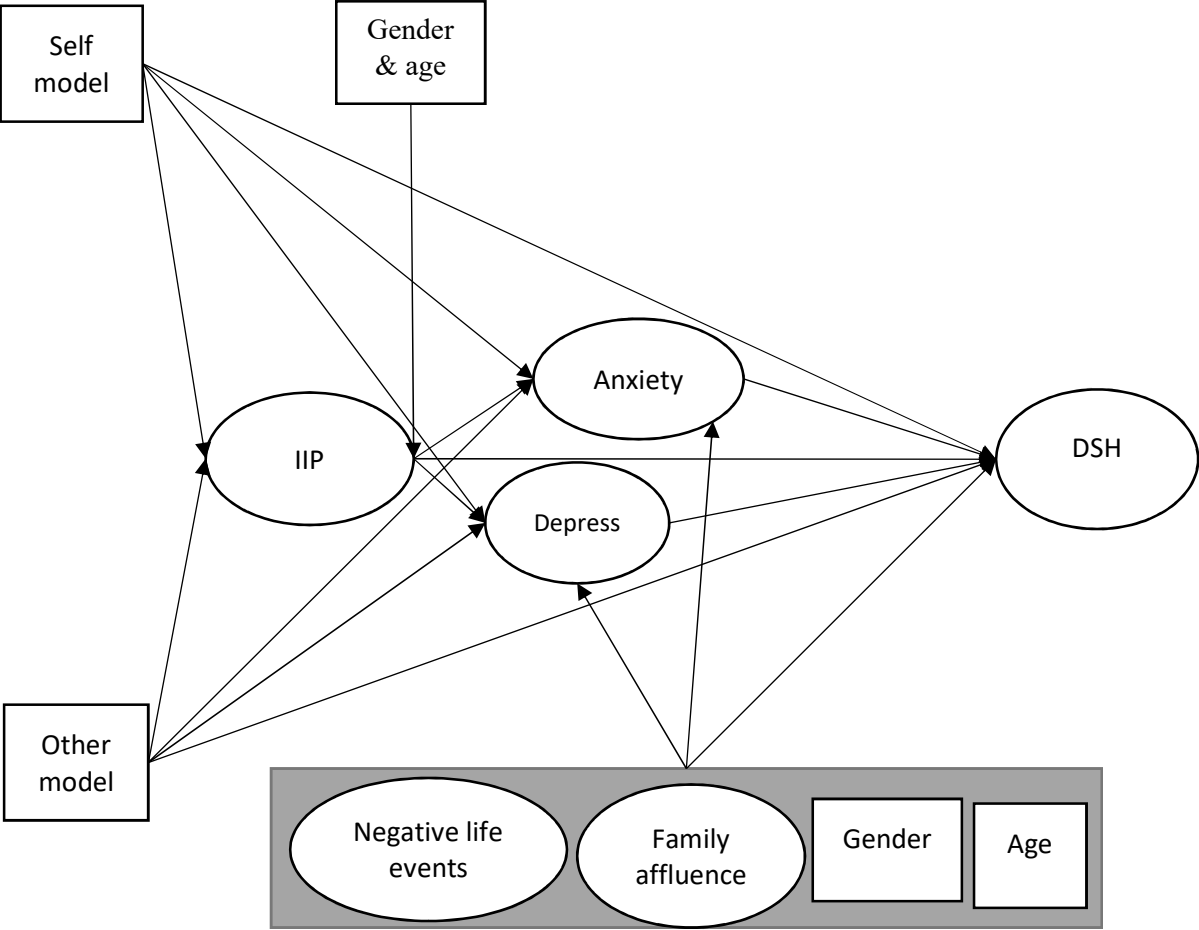 Self
model
Gender
& age
Anxiety
IIP
DSH
Depress
Other
model
Negative life
events
Family
affluence
Gender
Age